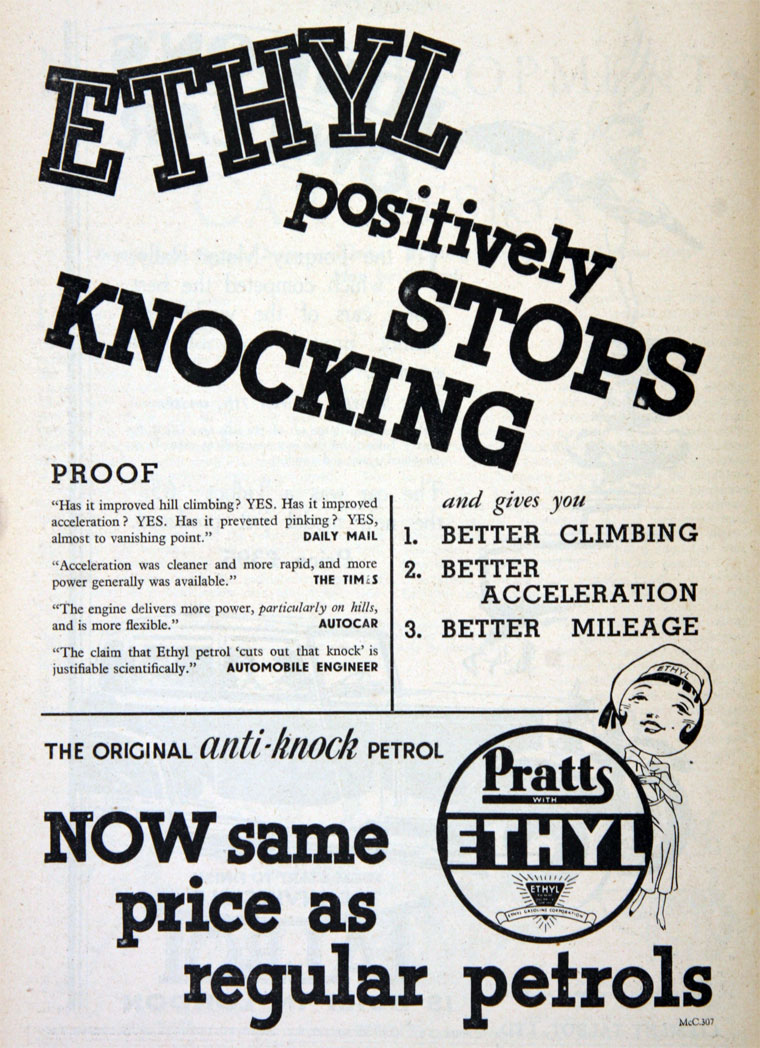 ETHYL
positively
STOPS
KNOCKING
PROOF
“Has it improved hill climbing? YES. Has it improved
acceleration? YES. Has it prevented pinking? YES,
almost to vanishing point.” DAILY MAIL
“Acceleration was cleaner and more rapid, and more
power generally was available.” THE TIMES
“The engine delivers more power, particularly on hills,
and is more flexible.” AUTOCAR
“The claim that Ethyl petrol ‘cuts out that knock’ is
justifiable scientifically.” AUTOMOBILE ENGINEER
and gives you
1. BETTER CLIMBING
2. BETTER
ACCELERATION
3. BETTER MILEAGE
ETHYL
THE ORIGINAL anti-knock PETROL
Pratts
WITH
ETHYL
ETHYL
ETHYL GASOLINE CORPORATION
NOW same
price as
regular petrols
McC.307